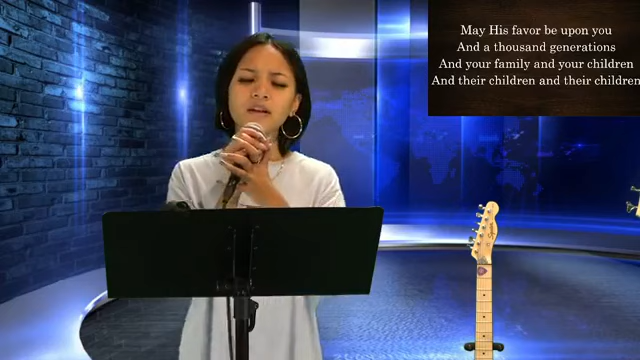 May His favor be upon you
And a thousand generations
And your family and your children
And their children and their children